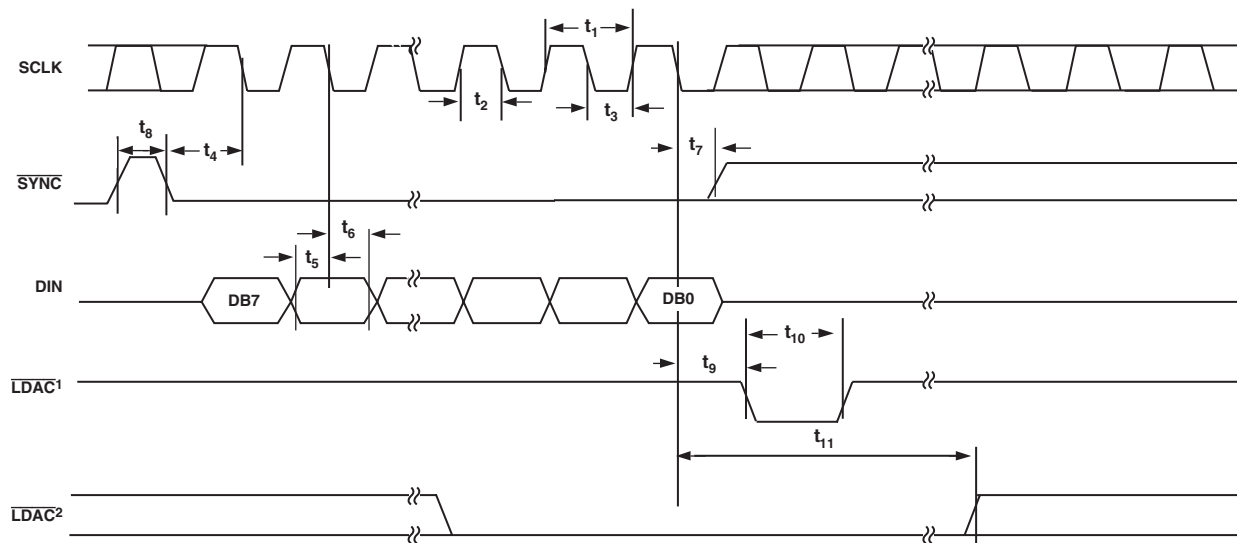 t1
SCLK
t2
t3
t8
t4
t7
SYNC
t6
t5
DIN
DB7
DB0
t10
t9
LDAC1
t11
LDAC2